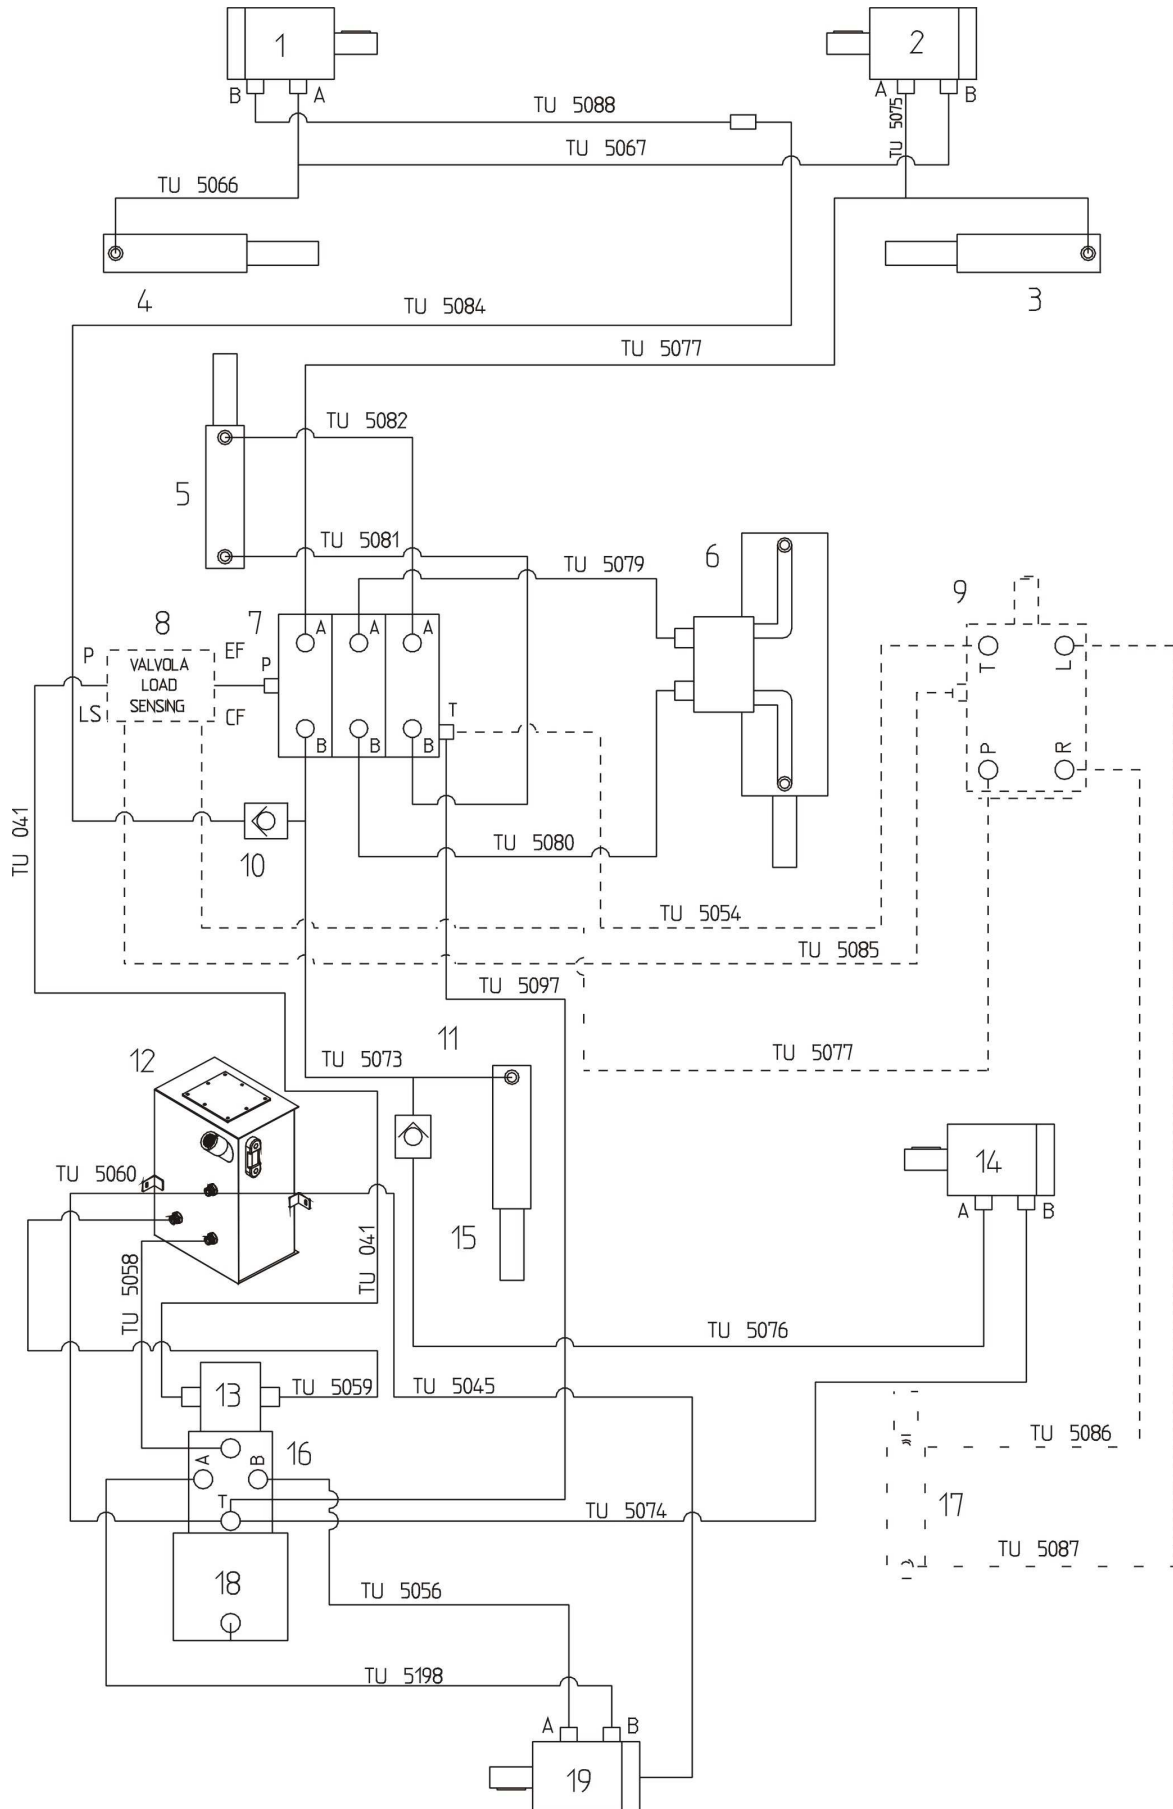 1
2
B
A
A
B
TU 5088
TU 5075
TU 5067
TU 5066
4
3
TU 5084
TU 5077
TU 5082
5
TU 5081
TU 5079
6
9
8
7
A
A
A
P
VALVOLA
LOAD
SENSING
EF
P
T
L
LS
CF
T
B
B
B
P
R
TU 041
10
TU 5080
TU 5054
TU 5085
TU 5097
11
12
TU 5073
TU 5077
TU 5060
14
A
B
15
TU 5058
TU 041
TU 5076
13
TU 5059
TU 5045
16
A
B
TU 5086
T
TU 5074
17
TU 5087
18
TU 5056
TU 5198
A
B
19